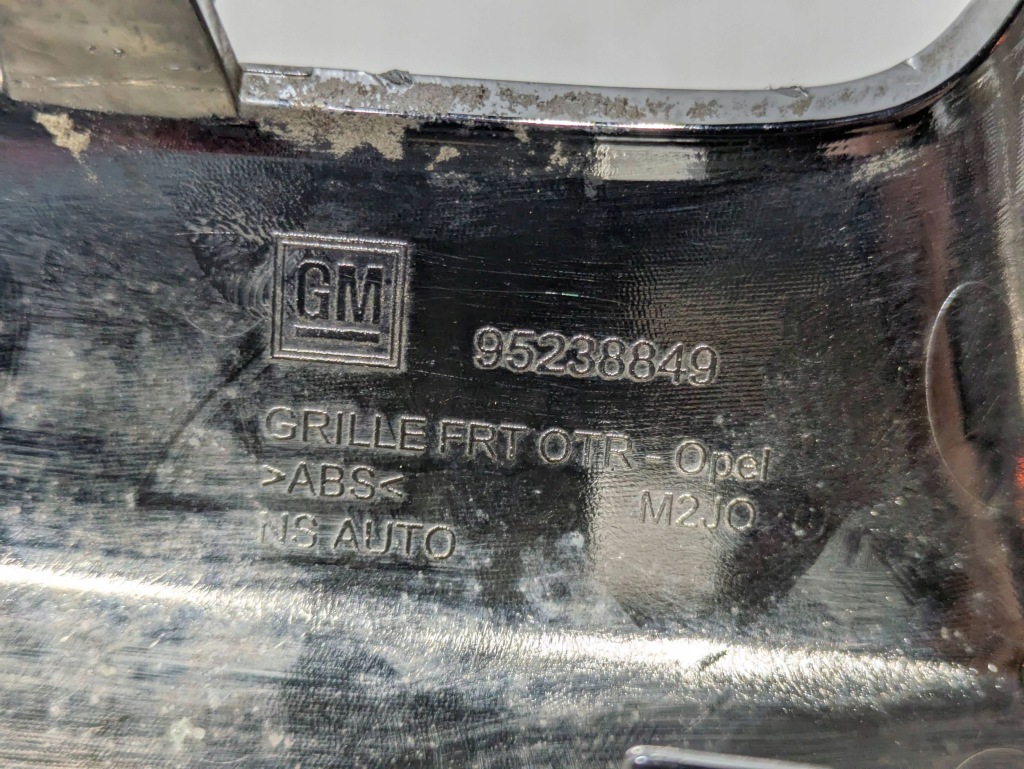 GM
95238849
GRILLE FRT OTR - Opel
>ABS< M2JO
NS AUTO